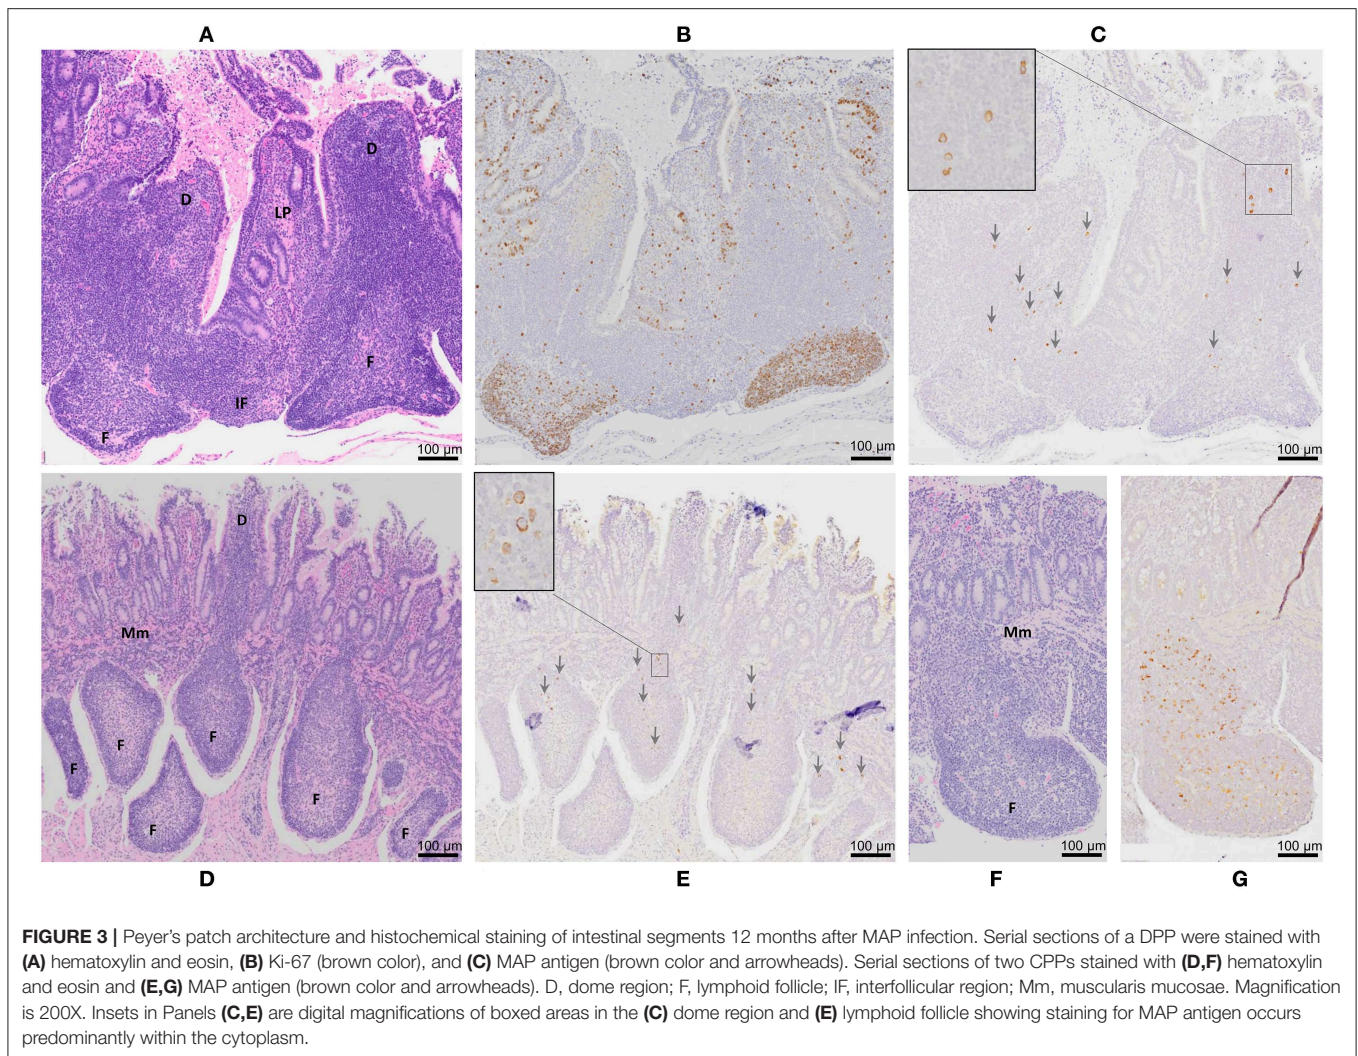 A
B
C
D
D
LP
F
IF
F
100 µm
100 µm
100 µm
D
Mm
F
F
F
F
F
F
100 µm
100 µm
Mm
F
100 µm
100 µm
D
E
F
G
FIGURE 3 | Peyer's patch architecture and histochemical staining of intestinal segments 12 months after MAP infection. Serial sections of a DPP were stained with
(A) hematoxylin and eosin, (B) Ki-67 (brown color), and (C) MAP antigen (brown color and arrowheads). Serial sections of two CPPs stained with (D,F) hematoxylin
and eosin and (E,G) MAP antigen (brown color and arrowheads). D, dome region; F, lymphoid follicle; IF, interfollicular region; Mm, muscularis mucosae. Magnification
is 200X. Insets in Panels (C,E) are digital magnifications of boxed areas in the (C) dome region and (E) lymphoid follicle showing staining for MAP antigen occurs
predominantly within the cytoplasm.